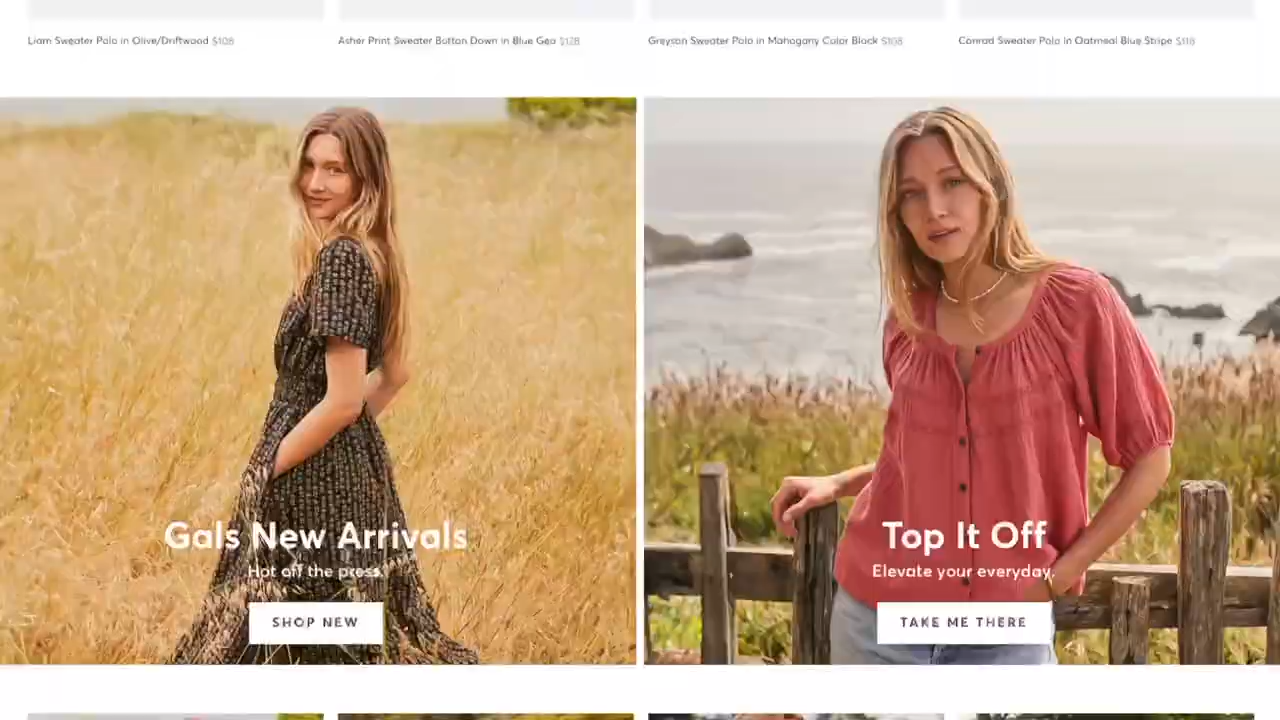 Liam Sweater Polo in Olive/Driftwood $108
Asher Print Sweater Button Down in Blue Geo $128
Greyson Sweater Polo in Mahogany Color Block $108
Conrad Sweater Polo in Oatmeal Blue Stripe $118
Gals New Arrivals
Hot off the press.
SHOP NEW
Top It Off
Elevate your everyday.
TAKE ME THERE